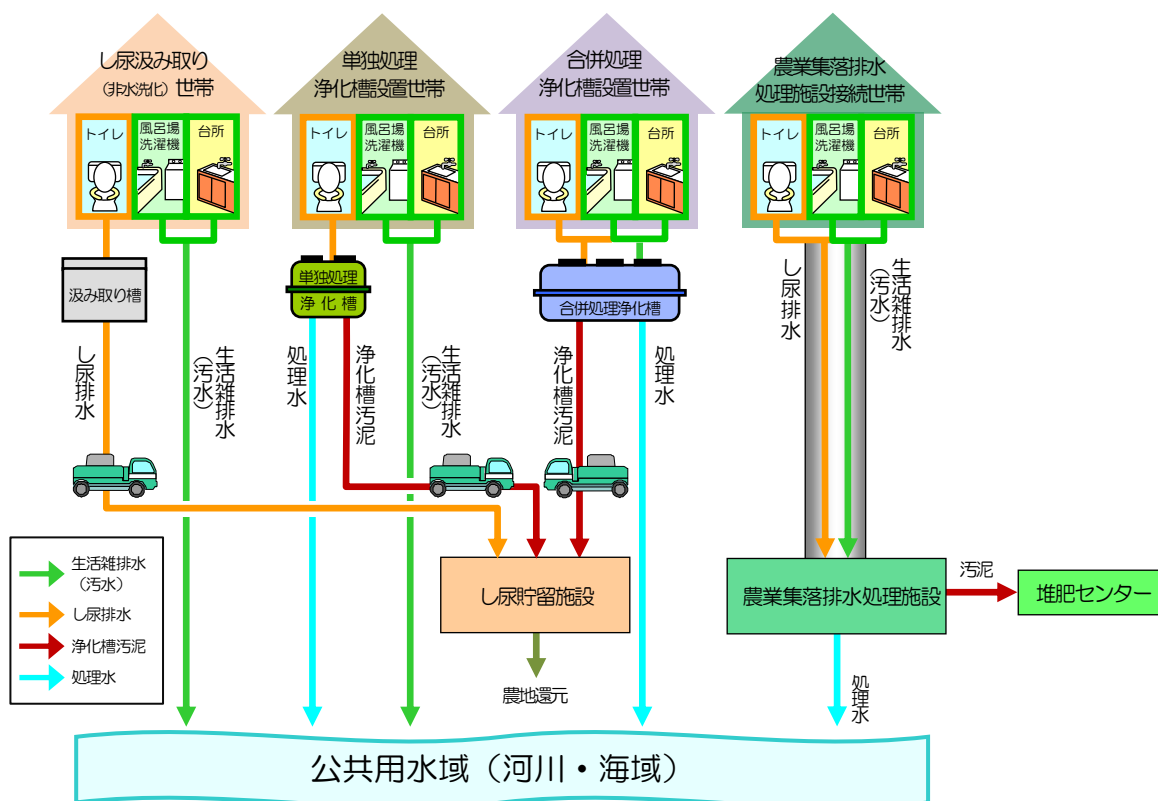 し尿汲み取り
(非水洗化) 世帯
トイレ
風呂場
洗濯機
台所
汲み取り槽
し尿排水
生活雑排水
(汚水)
単独処理
浄化槽設置世帯
トイレ
風呂場
洗濯機
台所
単独処理
浄化槽
処理水
浄化槽汚泥
生活雑排水
(汚水)
合併処理
浄化槽設置世帯
トイレ
風呂場
洗濯機
台所
合併処理浄化槽
浄化槽汚泥
処理水
農業集落排水
処理施設接続世帯
トイレ
風呂場
洗濯機
台所
し尿排水
生活雑排水
(汚水)
生活雑排水
(汚水)
し尿排水
浄化槽汚泥
処理水
し尿貯留施設
農地還元
農業集落排水処理施設
汚泥
堆肥センター
処理水
公共用水域（河川・海域）